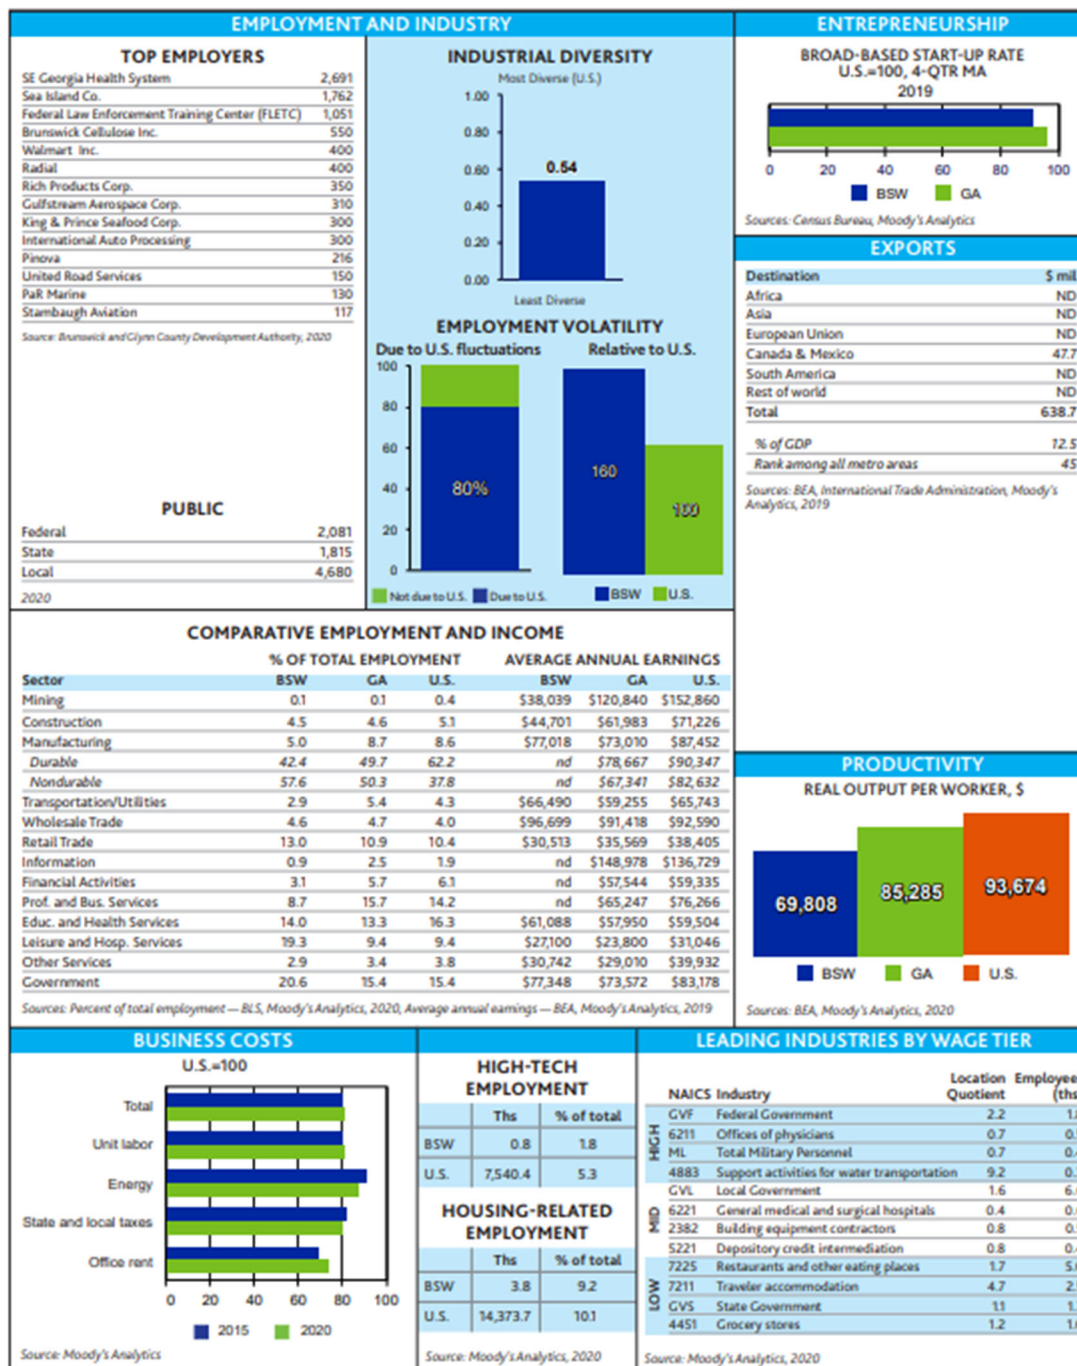 EMPLOYMENT AND INDUSTRY
TOP EMPLOYERS
SE Georgia Health System 2,691
Sea Island Co. 1,762
Federal Law Enforcement Training Center (FLETC) 1,051
Brunswick Cellulose Inc. 550
Walmart Inc. 400
Radial 400
Rich Products Corp. 350
Gulfstream Aerospace Corp. 310
King & Prince Seafood Corp. 300
International Auto Processing 300
Pinova 216
United Road Services 150
PaR Marine 130
Stambaugh Aviation 117
Source: Brunswick and Glynn County Development Authority, 2020
PUBLIC
Federal 2,081
State 1,815
Local 4,680
2020
INDUSTRIAL DIVERSITY
Most Diverse (U.S.)
1.00
0.80
0.60
0.40
0.20
0.00
0.54
Least Diverse
EMPLOYMENT VOLATILITY
Due to U.S. fluctuations Relative to U.S.
100
80
60
40
20
0
80%
160
100
Not due to U.S. Due to U.S.
BSW U.S.
ENTREPRENEURSHIP
BROAD-BASED START-UP RATE
U.S.=100, 4-QTR MA
2019
0 20 40 60 80 100
BSW GA
Sources: Census Bureau, Moody's Analytics
EXPORTS
Destination $ mil
Africa ND
Asia ND
European Union ND
Canada & Mexico 47.7
South America ND
Rest of world ND
Total 638.7
% of GDP 12.5
Rank among all metro areas 45
Sources: BEA, International Trade Administration, Moody's
Analytics, 2019
COMPARATIVE EMPLOYMENT AND INCOME
% OF TOTAL EMPLOYMENT AVERAGE ANNUAL EARNINGS
Sector BSW GA U.S. BSW GA U.S.
Mining 0.1 0.1 0.4 $38,039 $120,840 $152,860
Construction 4.5 4.6 5.1 $44,701 $61,983 $71,226
Manufacturing 5.0 8.7 8.6 $77,018 $73,010 $87,452
Durable 42.4 49.7 62.2 nd $78,667 $90,347
Nondurable 57.6 50.3 37.8 nd $67,341 $82,632
Transportation/Utilities 2.9 5.4 4.3 $66,490 $59,255 $65,743
Wholesale Trade 4.6 4.7 4.0 $96,699 $91,418 $92,590
Retail Trade 13.0 10.9 10.4 $30,513 $35,569 $38,405
Information 0.9 2.5 1.9 nd $148,978 $136,729
Financial Activities 3.1 5.7 6.1 nd $57,544 $59,335
Prof. and Bus. Services 8.7 15.7 14.2 nd $65,247 $76,266
Educ. and Health Services 14.0 13.3 16.3 $61,088 $57,950 $59,504
Leisure and Hosp. Services 19.3 9.4 9.4 $27,100 $23,800 $31,046
Other Services 2.9 3.4 3.8 $30,742 $29,010 $39,932
Government 20.6 15.4 15.4 $77,348 $73,572 $83,178
Sources: Percent of total employment — BLS, Moody's Analytics, 2020, Average annual earnings — BEA, Moody's Analytics, 2019
PRODUCTIVITY
REAL OUTPUT PER WORKER, $
69,808
85,285
93,674
BSW GA U.S.
Sources: BEA, Moody's Analytics, 2020
BUSINESS COSTS
U.S.=100
Total
Unit labor
Energy
State and local taxes
Office rent
0 20 40 60 80 100
2015 2020
Source: Moody's Analytics
HIGH-TECH
EMPLOYMENT
Ths % of total
BSW 0.8 1.8
U.S. 7,540.4 5.3
HOUSING-RELATED
EMPLOYMENT
Ths % of total
BSW 3.8 9.2
U.S. 14,373.7 10.1
Source: Moody's Analytics, 2020
LEADING INDUSTRIES BY WAGE TIER
Location Employee
NAICS Industry Quotient (ths
HIGH
GVF Federal Government 2.2 1.8
6211 Offices of physicians 0.7 0.
ML Total Military Personnel 0.7 0.
4883 Support activities for water transportation 9.2 0.
MID
GVL Local Government 1.6 6.
6221 General medical and surgical hospitals 0.4 0.
2382 Building equipment contractors 0.8 0.
5221 Depository credit intermediation 0.8 0.
LOW
7225 Restaurants and other eating places 1.7 5.
7211 Traveler accommodation 4.7 2.
GVS State Government 1.1 1.
4451 Grocery stores 1.2 1.
Source: Moody's Analytics, 2020